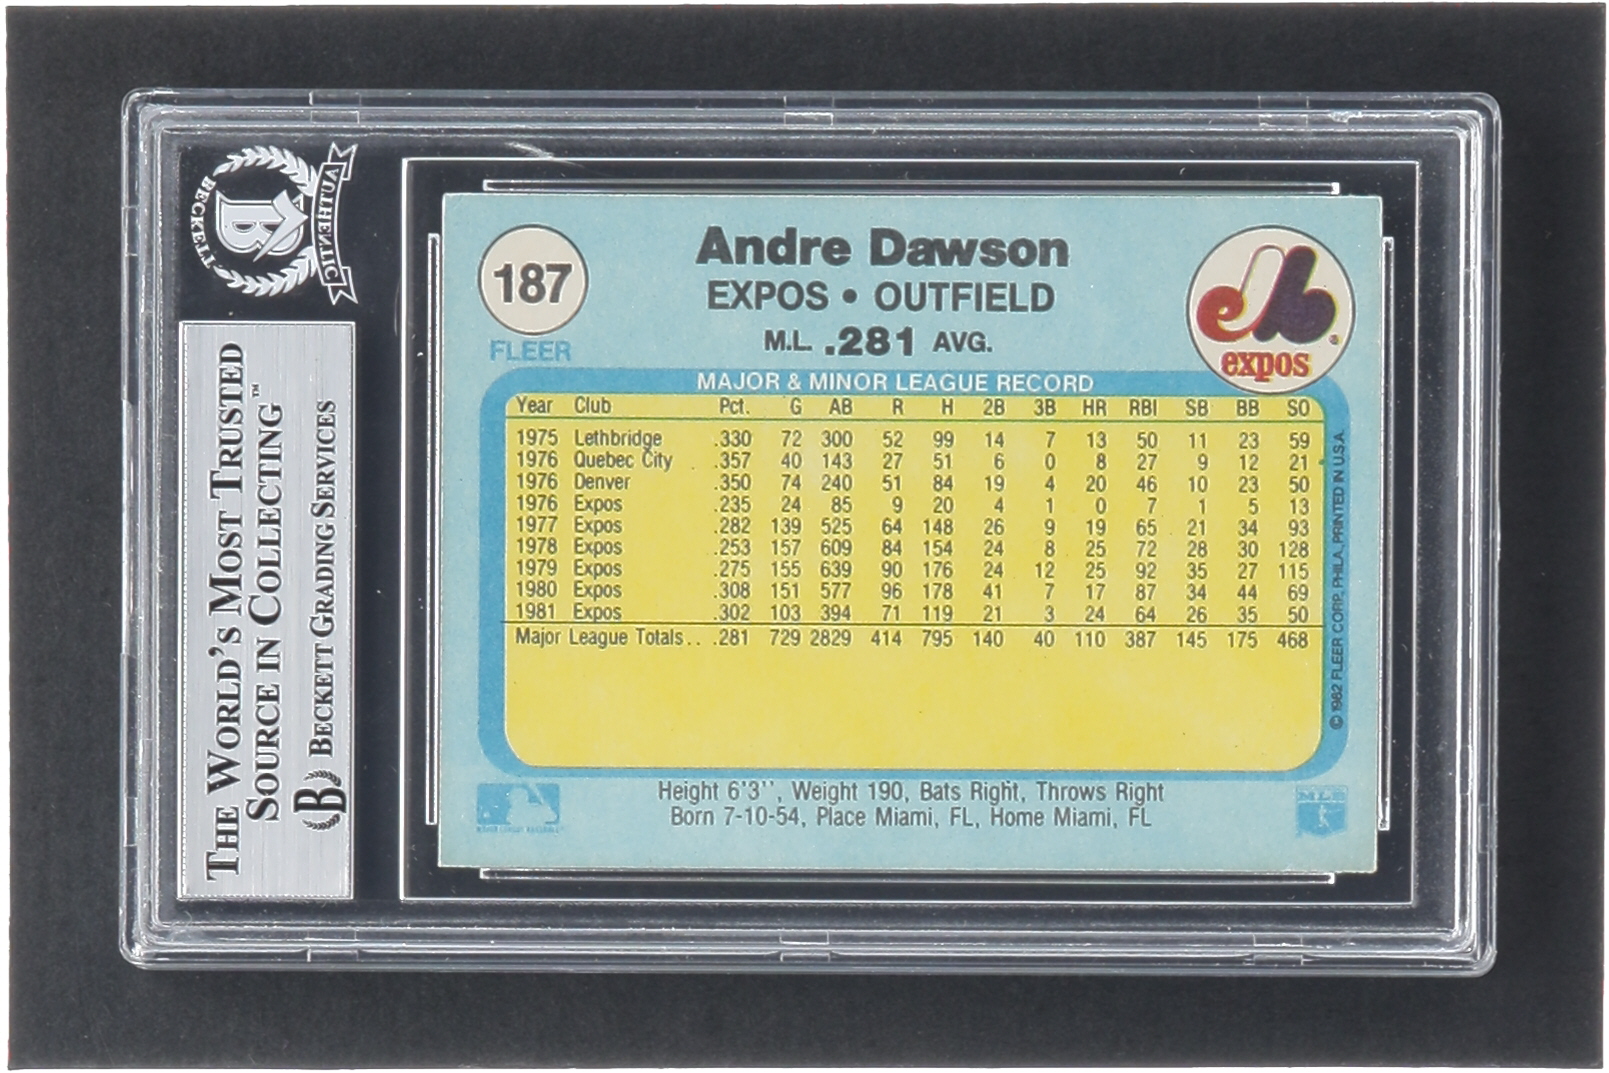 BECKETT
AUTHENTIC
THE WORLD'S MOST TRUSTED
SOURCE IN COLLECTING™
BECKETT GRADING SERVICES
187
FLEER
Andre Dawson
EXPOS • OUTFIELD
M.L. .281 AVG.
expos
MAJOR & MINOR LEAGUE RECORD
Year Club Pct. G AB R H 2B 3B HR RBI SB BB SO
1975 Lethbridge .330 72 300 52 99 14 7 13 50 11 23 59
1976 Quebec City .357 40 143 27 51 6 0 8 27 9 12 21
1976 Denver .350 74 240 51 84 19 4 20 46 10 23 50
1976 Expos .235 24 85 9 20 4 1 0 7 1 5 13
1977 Expos .282 139 525 64 148 26 9 19 65 21 34 93
1978 Expos .253 157 609 84 154 24 8 25 72 28 30 128
1979 Expos .275 155 639 90 176 24 12 25 92 35 27 115
1980 Expos .308 151 577 96 178 41 7 17 87 34 44 69
1981 Expos .302 103 394 71 119 21 3 24 64 26 35 50
Major League Totals .. .281 729 2829 414 795 140 40 110 387 145 175 468
© 1982 FLEER CORP., PHILA., PRINTED IN U.S.A.
Height 6'3'', Weight 190, Bats Right, Throws Right
Born 7-10-54, Place Miami, FL, Home Miami, FL